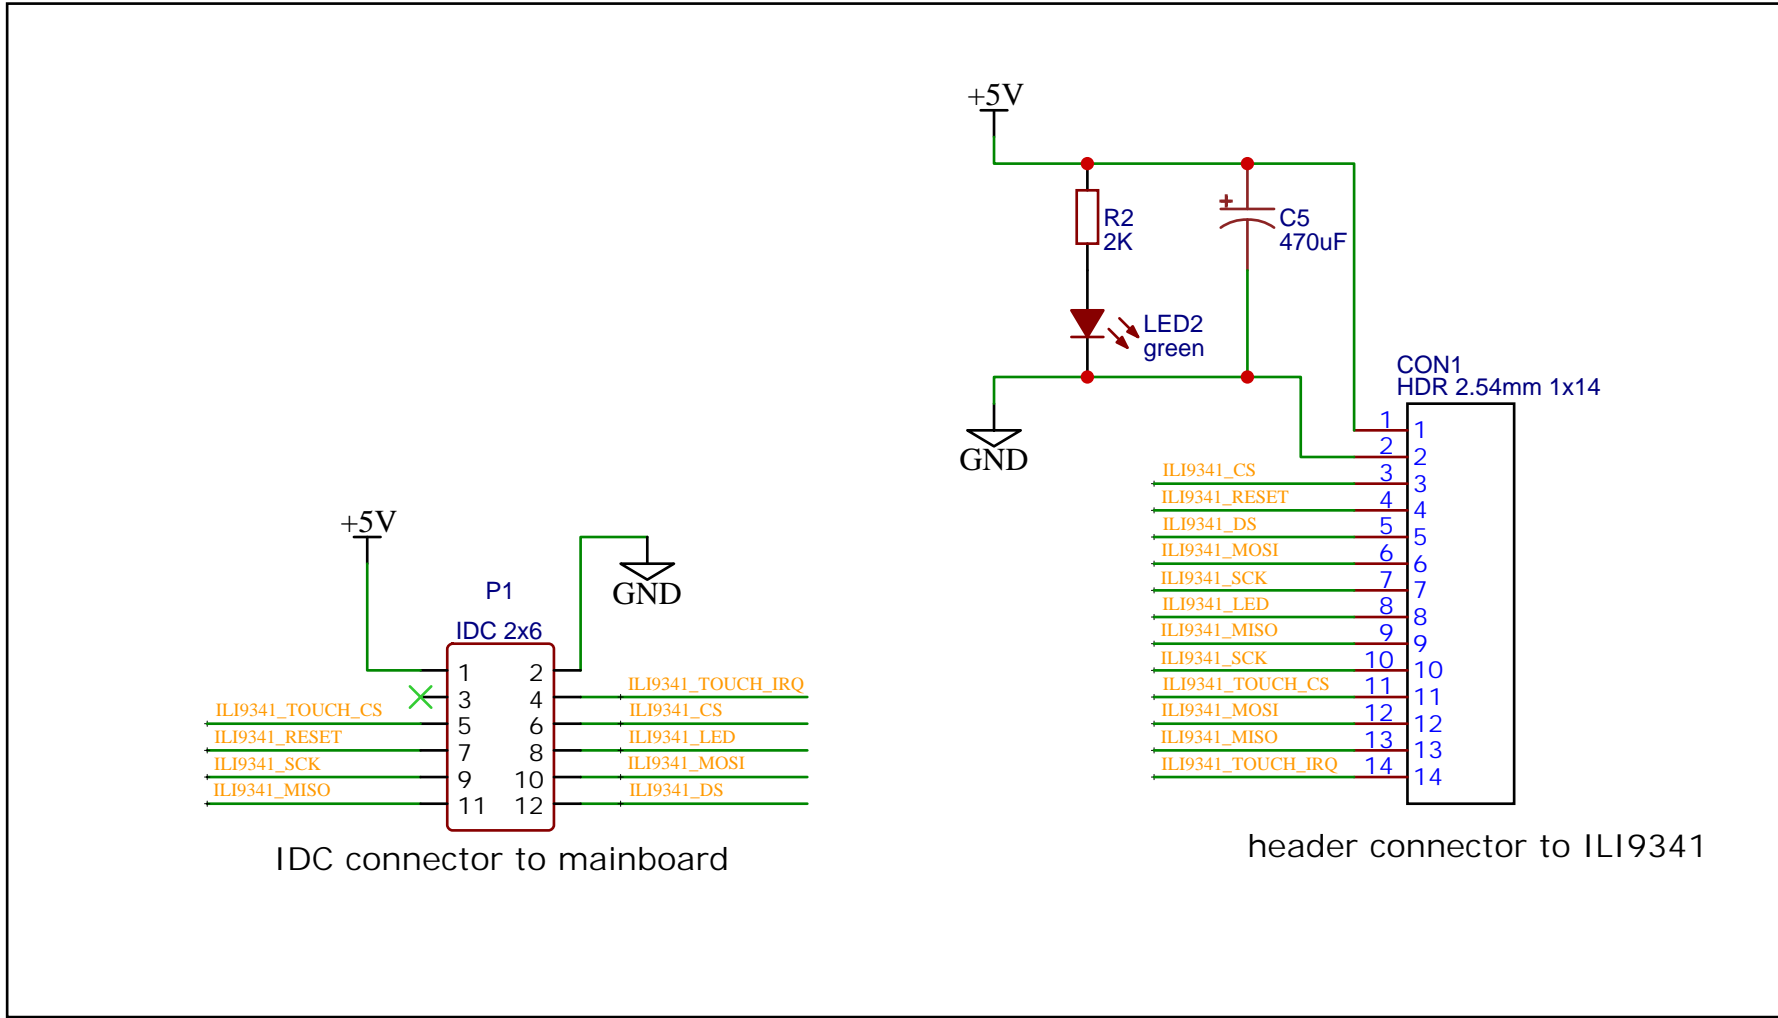 +5V
R2
2K
C5
470uF
LED2
green
GND
CON1
HDR 2.54mm 1x14
1 1
2 2
ILI9341_CS 3 3
ILI9341_RESET 4 4
ILI9341_DS 5 5
ILI9341_MOSI 6 6
ILI9341_SCK 7 7
ILI9341_LED 8 8
ILI9341_MISO 9 9
ILI9341_SCK 10 10
ILI9341_TOUCH_CS 11 11
ILI9341_MOSI 12 12
ILI9341_MISO 13 13
ILI9341_TOUCH_IRQ 14 14
header connector to ILI9341
+5V
GND
P1
IDC 2x6
1 2
3 4 ILI9341_TOUCH_IRQ
ILI9341_TOUCH_CS 5 6 ILI9341_CS
ILI9341_RESET 7 8 ILI9341_LED
ILI9341_SCK 9 10 ILI9341_MOSI
ILI9341_MISO 11 12 ILI9341_DS
IDC connector to mainboard